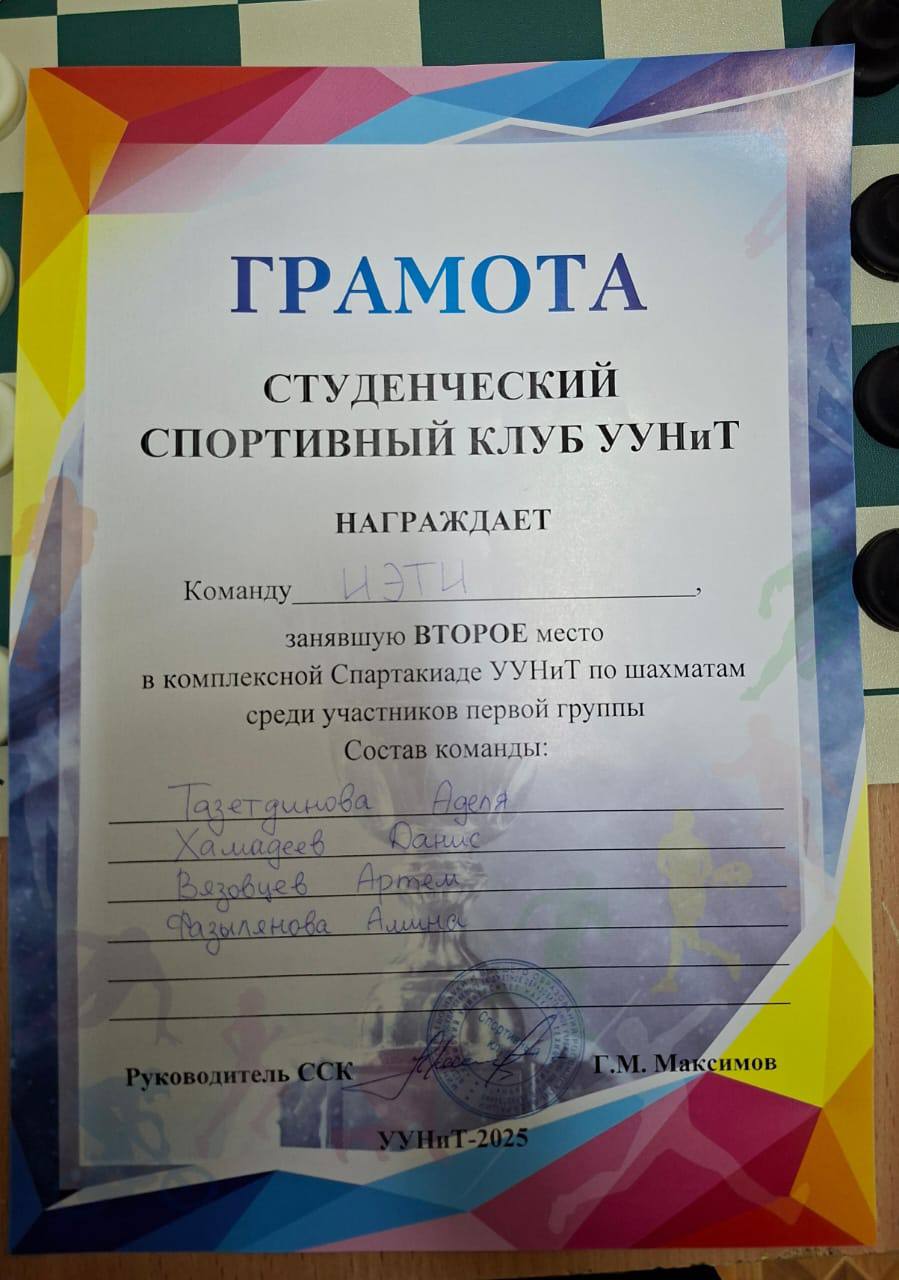 ГРАМОТА
СТУДЕНЧЕСКИЙ
СПОРТИВНЫЙ КЛУБ УУНиТ
НАГРАЖДАЕТ
Команду ИЭТИ,
занявшую ВТОРОЕ место
в комплексной Спартакиаде УУНиТ по шахматам
среди участников первой группы
Состав команды:
Тазетдинова Аделя
Хамадеев Данис
Вязовцев Артем
Фазылянова Амина
Руководитель ССК Г.М. Максимов
УУНиТ-2025